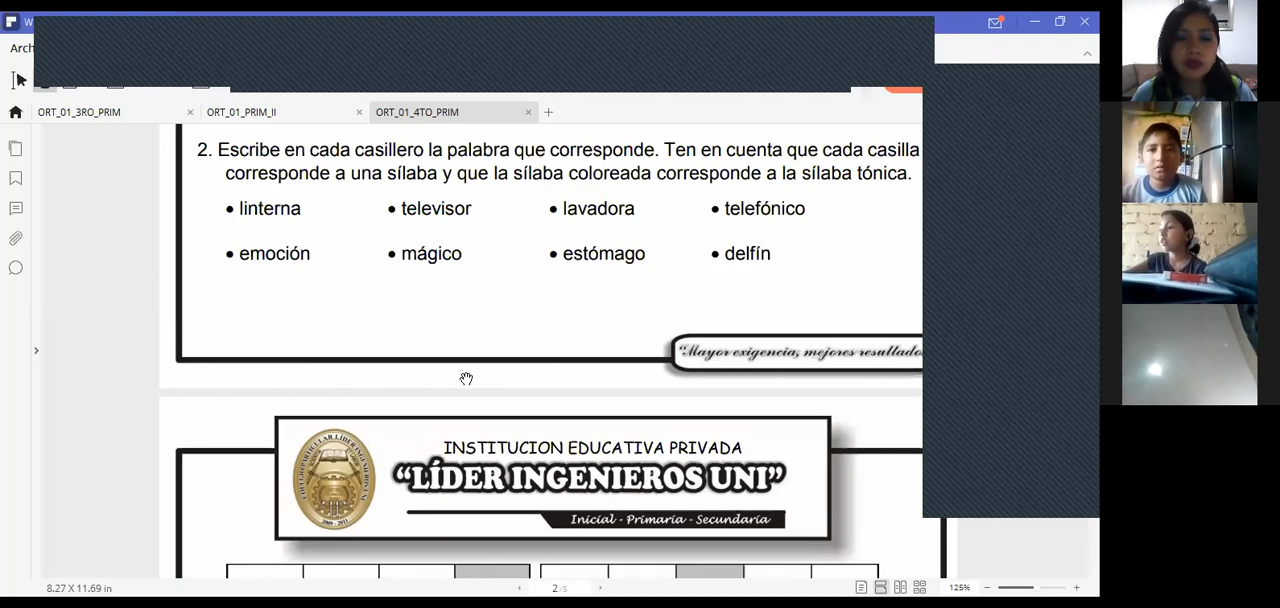 W
Arch
ORT_01_3RO_PRIM × ORT_01_PRIM_II × ORT_01_4TO_PRIM × +
2. Escribe en cada casillero la palabra que corresponde. Ten en cuenta que cada casilla
corresponde a una sílaba y que la sílaba coloreada corresponde a la sílaba tónica.
• linterna • televisor • lavadora • telefónico
• emoción • mágico • estómago • delfín
"Mayor exigencia, mejores resultado
INSTITUCION EDUCATIVA PRIVADA
"LÍDER INGENIEROS UNI"
Inicial - Primaria - Secundaria
8.27 X 11.69 in 2 /5 125%